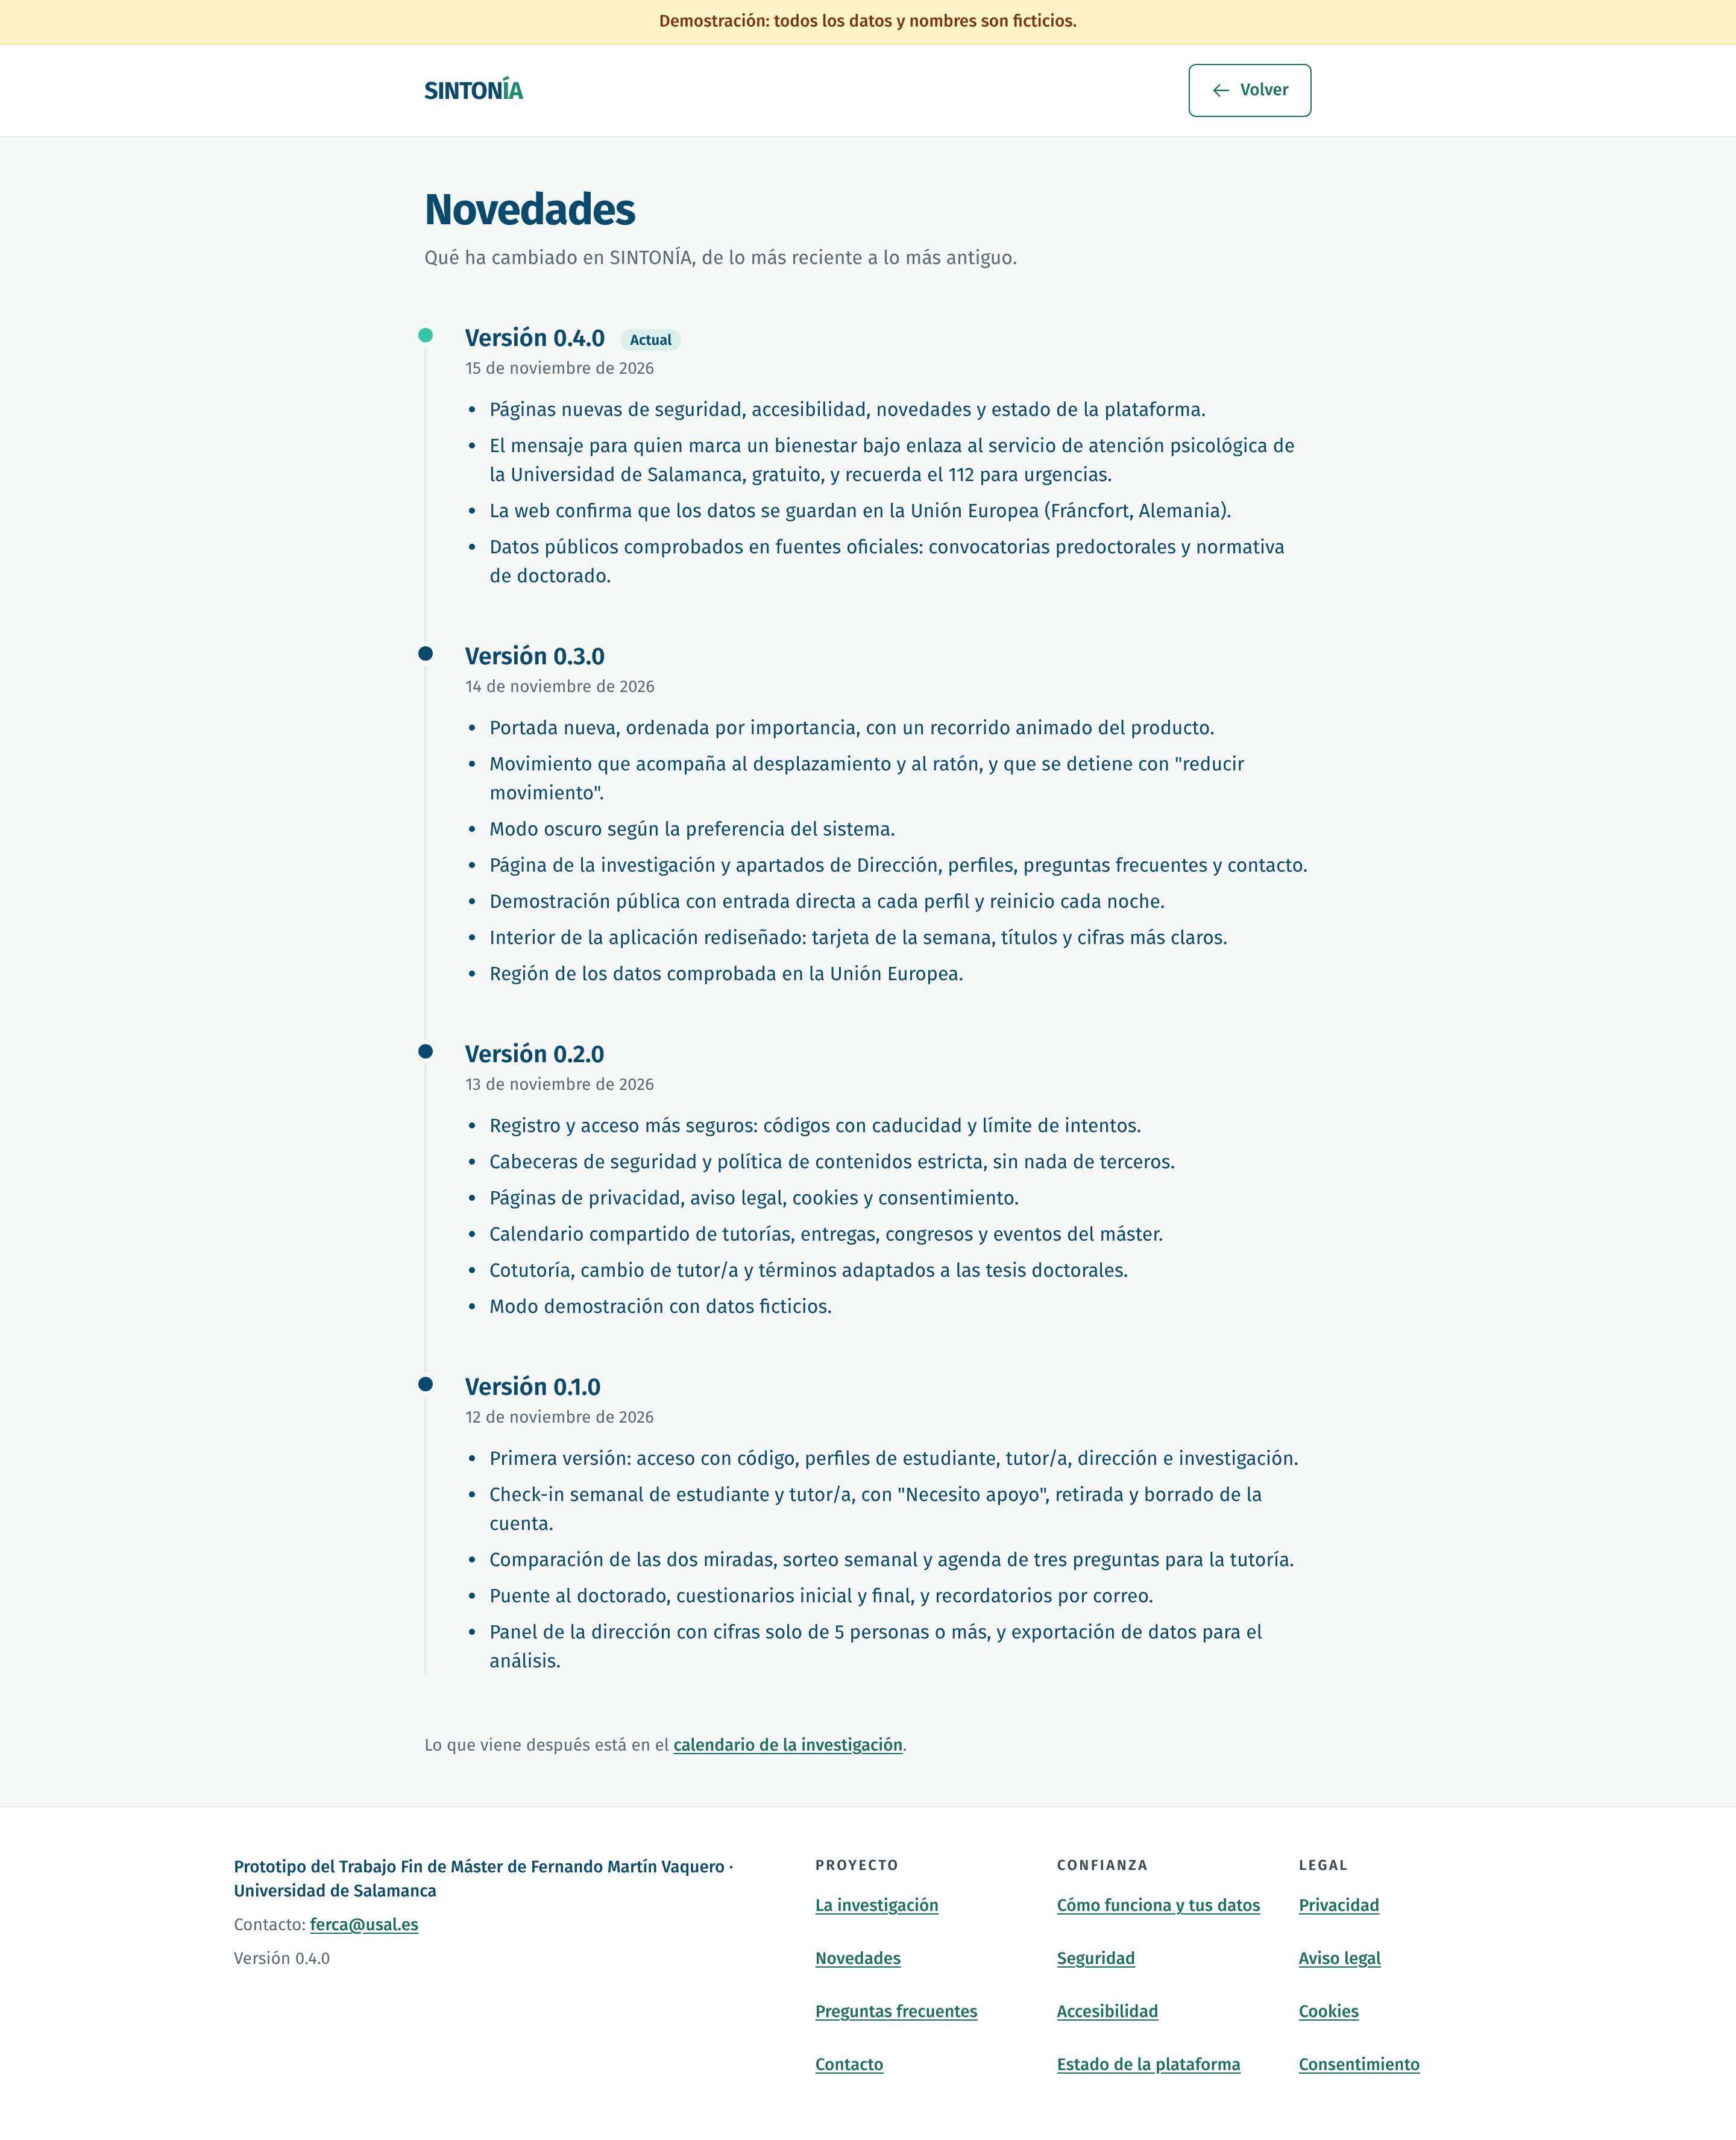 Demostración: todos los datos y nombres son ficticios.
SINTONÍA
← Volver
Novedades
Qué ha cambiado en SINTONÍA, de lo más reciente a lo más antiguo.
Versión 0.4.0 Actual
15 de noviembre de 2026
• Páginas nuevas de seguridad, accesibilidad, novedades y estado de la plataforma.
• El mensaje para quien marca un bienestar bajo enlaza al servicio de atención psicológica de
la Universidad de Salamanca, gratuito, y recuerda el 112 para urgencias.
• La web confirma que los datos se guardan en la Unión Europea (Fráncfort, Alemania).
• Datos públicos comprobados en fuentes oficiales: convocatorias predoctorales y normativa
de doctorado.
Versión 0.3.0
14 de noviembre de 2026
• Portada nueva, ordenada por importancia, con un recorrido animado del producto.
• Movimiento que acompaña al desplazamiento y al ratón, y que se detiene con "reducir
movimiento".
• Modo oscuro según la preferencia del sistema.
• Página de la investigación y apartados de Dirección, perfiles, preguntas frecuentes y contacto.
• Demostración pública con entrada directa a cada perfil y reinicio cada noche.
• Interior de la aplicación rediseñado: tarjeta de la semana, títulos y cifras más claros.
• Región de los datos comprobada en la Unión Europea.
Versión 0.2.0
13 de noviembre de 2026
• Registro y acceso más seguros: códigos con caducidad y límite de intentos.
• Cabeceras de seguridad y política de contenidos estricta, sin nada de terceros.
• Páginas de privacidad, aviso legal, cookies y consentimiento.
• Calendario compartido de tutorías, entregas, congresos y eventos del máster.
• Cotutoría, cambio de tutor/a y términos adaptados a las tesis doctorales.
• Modo demostración con datos ficticios.
Versión 0.1.0
12 de noviembre de 2026
• Primera versión: acceso con código, perfiles de estudiante, tutor/a, dirección e investigación.
• Check-in semanal de estudiante y tutor/a, con "Necesito apoyo", retirada y borrado de la
cuenta.
• Comparación de las dos miradas, sorteo semanal y agenda de tres preguntas para la tutoría.
• Puente al doctorado, cuestionarios inicial y final, y recordatorios por correo.
• Panel de la dirección con cifras solo de 5 personas o más, y exportación de datos para el
análisis.
Lo que viene después está en el calendario de la investigación.
Prototipo del Trabajo Fin de Máster de Fernando Martín Vaquero ·
Universidad de Salamanca
Contacto: ferca@usal.es
Versión 0.4.0
PROYECTO
La investigación
Novedades
Preguntas frecuentes
Contacto
CONFIANZA
Cómo funciona y tus datos
Seguridad
Accesibilidad
Estado de la plataforma
LEGAL
Privacidad
Aviso legal
Cookies
Consentimiento